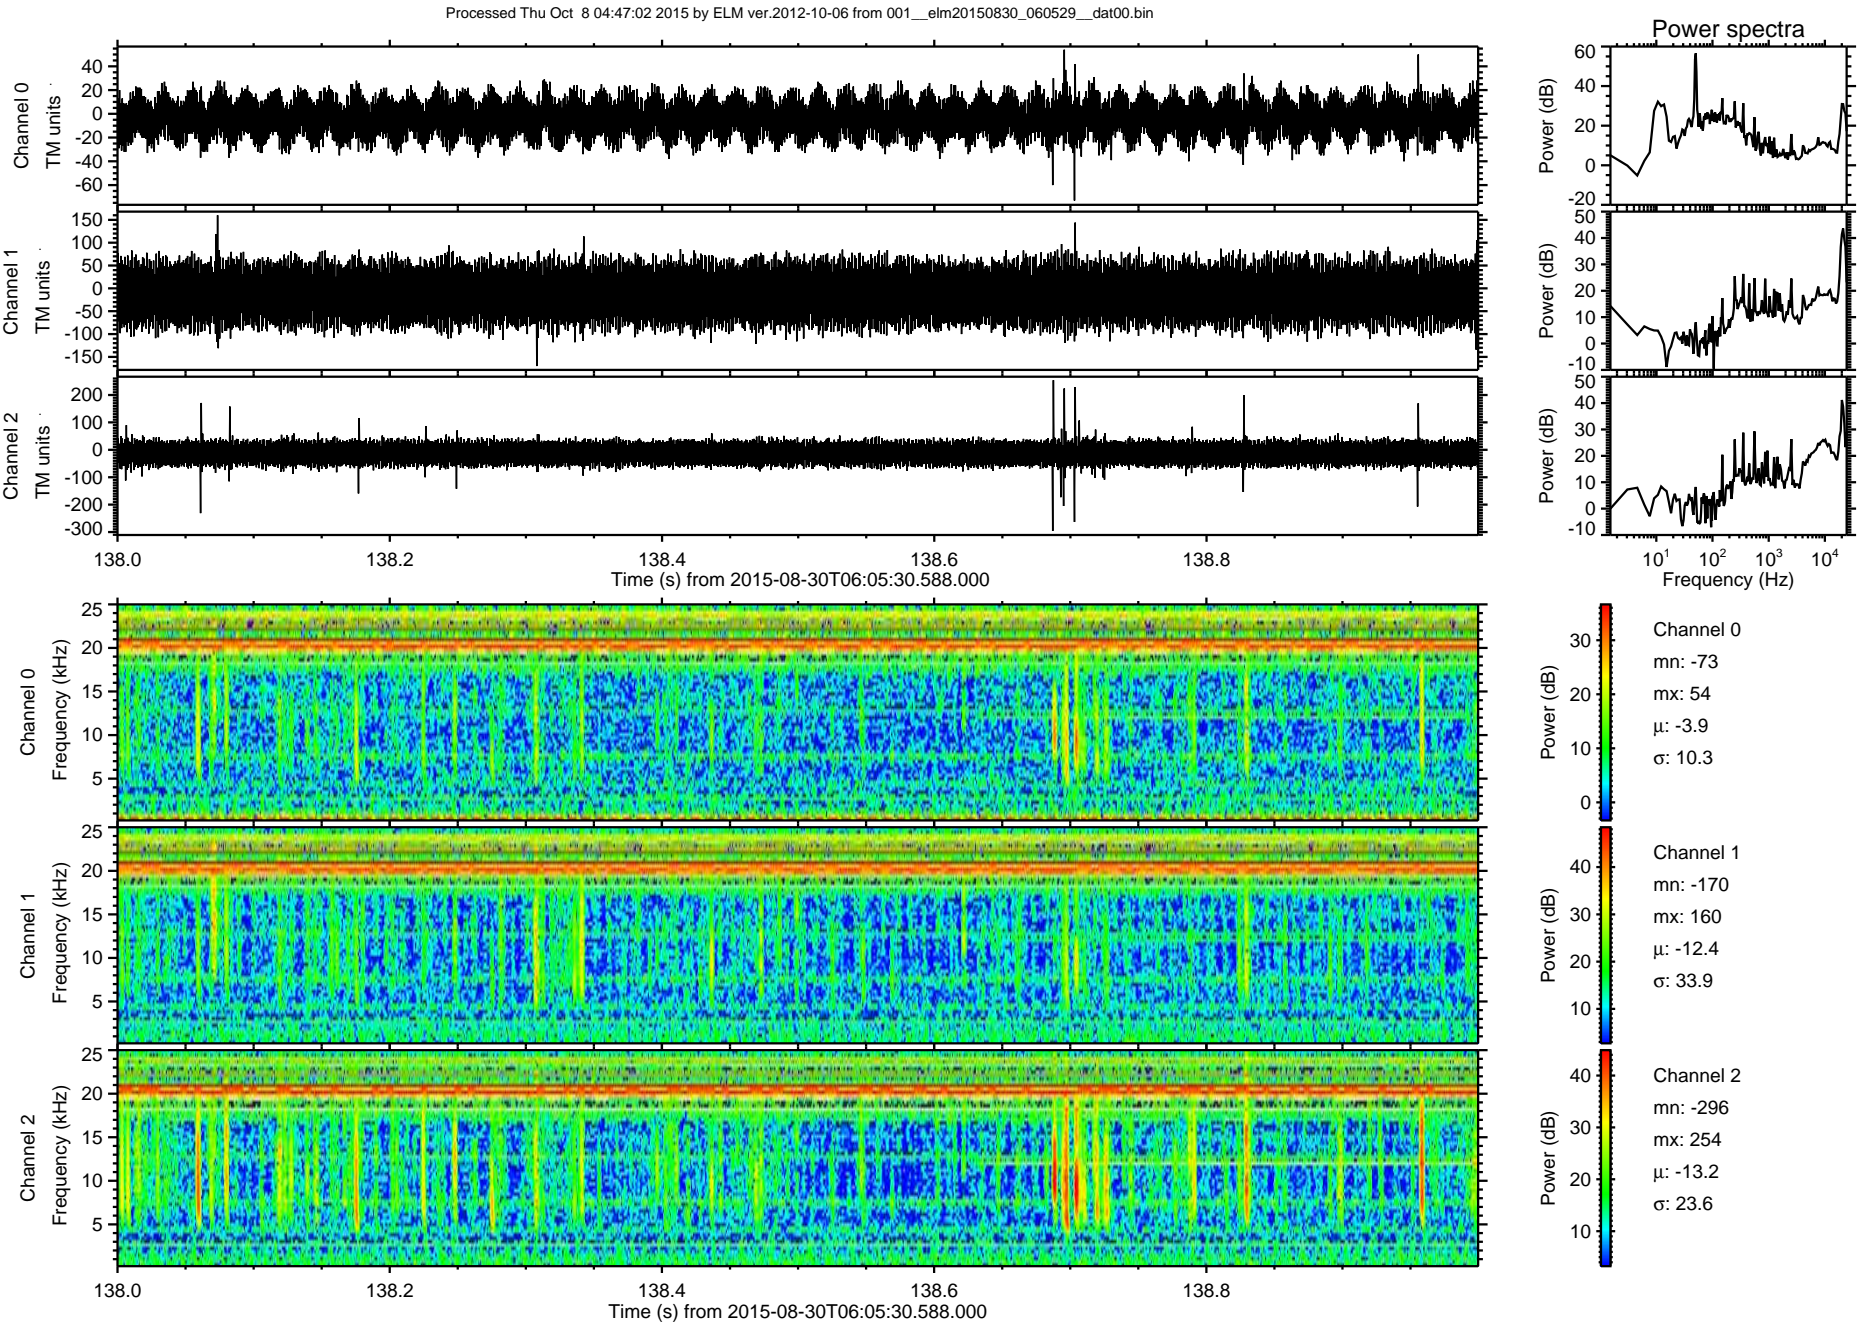 Processed Thu Oct  8 04:47:02 2015 by ELM ver.2012-10-06 from 001__elm20150830_060529__dat00.bin
Power spectra
Channel 0
TM units
40
20
0
-20
-40
-60
Power (dB)
60
40
20
0
-20
Channel 1
TM units
150
100
50
0
-50
-100
-150
Power (dB)
50
40
30
20
10
0
-10
Channel 2
TM units
200
100
0
-100
-200
-300
Power (dB)
50
40
30
20
10
0
-10
138.0 138.2 138.4 138.6 138.8
Time (s) from 2015-08-30T06:05:30.588.000
10^1 10^2 10^3 10^4
Frequency (Hz)
Channel 0
Frequency (kHz)
25
20
15
10
5
Power (dB)
30
20
10
0
Channel 0
mn: -73
mx: 54
μ: -3.9
σ: 10.3
Channel 1
Frequency (kHz)
25
20
15
10
5
Power (dB)
40
30
20
10
Channel 1
mn: -170
mx: 160
μ: -12.4
σ: 33.9
Channel 2
Frequency (kHz)
25
20
15
10
5
Power (dB)
40
30
20
10
Channel 2
mn: -296
mx: 254
μ: -13.2
σ: 23.6
138.0 138.2 138.4 138.6 138.8
Time (s) from 2015-08-30T06:05:30.588.000